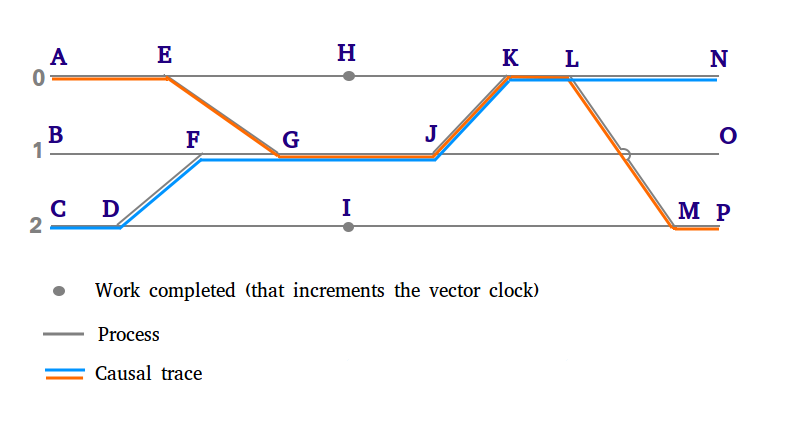 A E H K L N
0
B F G J O
1
C D I M P
2
Work completed (that increments the vector clock)
Process
Causal trace